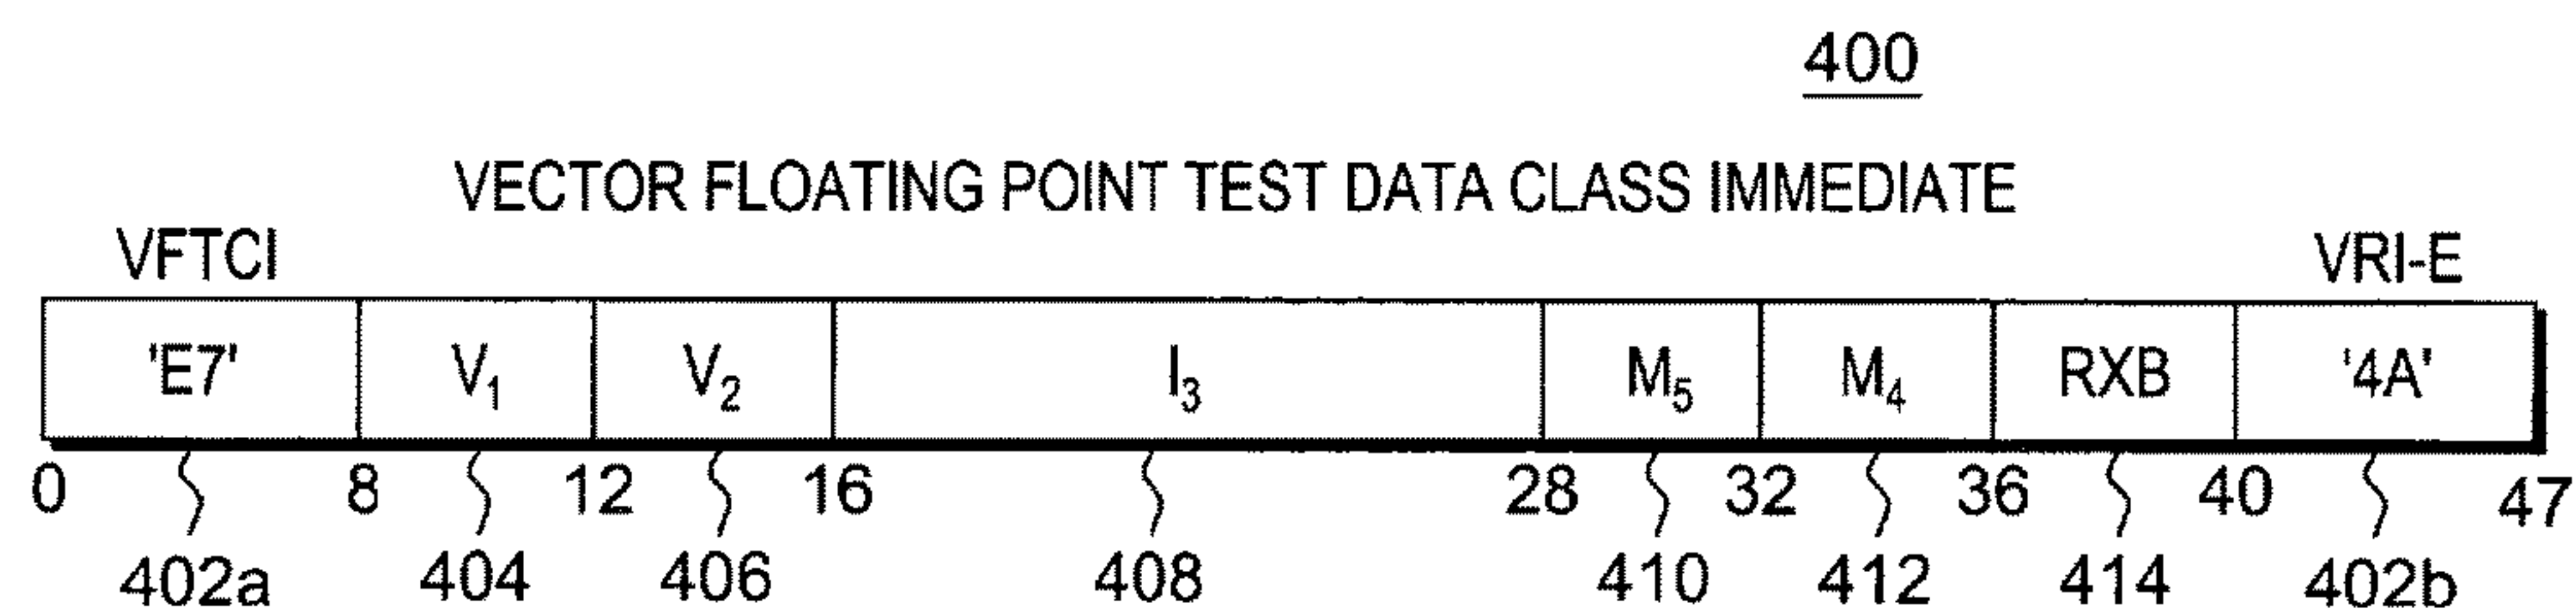 400
VECTOR FLOATING POINT TEST DATA CLASS IMMEDIATE
VFTCI VRI-E
'E7' V₁ V₂ I₃ M₅ M₄ RXB '4A'
0 8 12 16 28 32 36 40 47
402a 404 406 408 410 412 414 402b